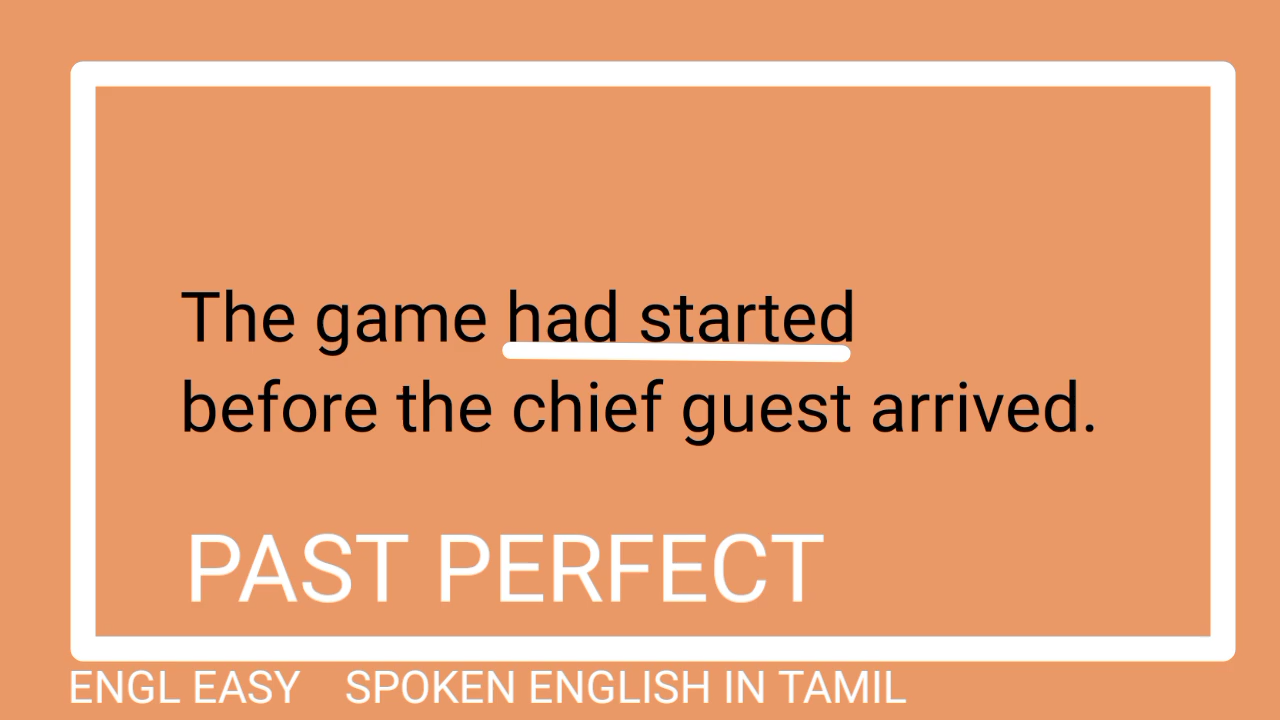 The game had started
before the chief guest arrived.
PAST PERFECT
ENGL EASY SPOKEN ENGLISH IN TAMIL